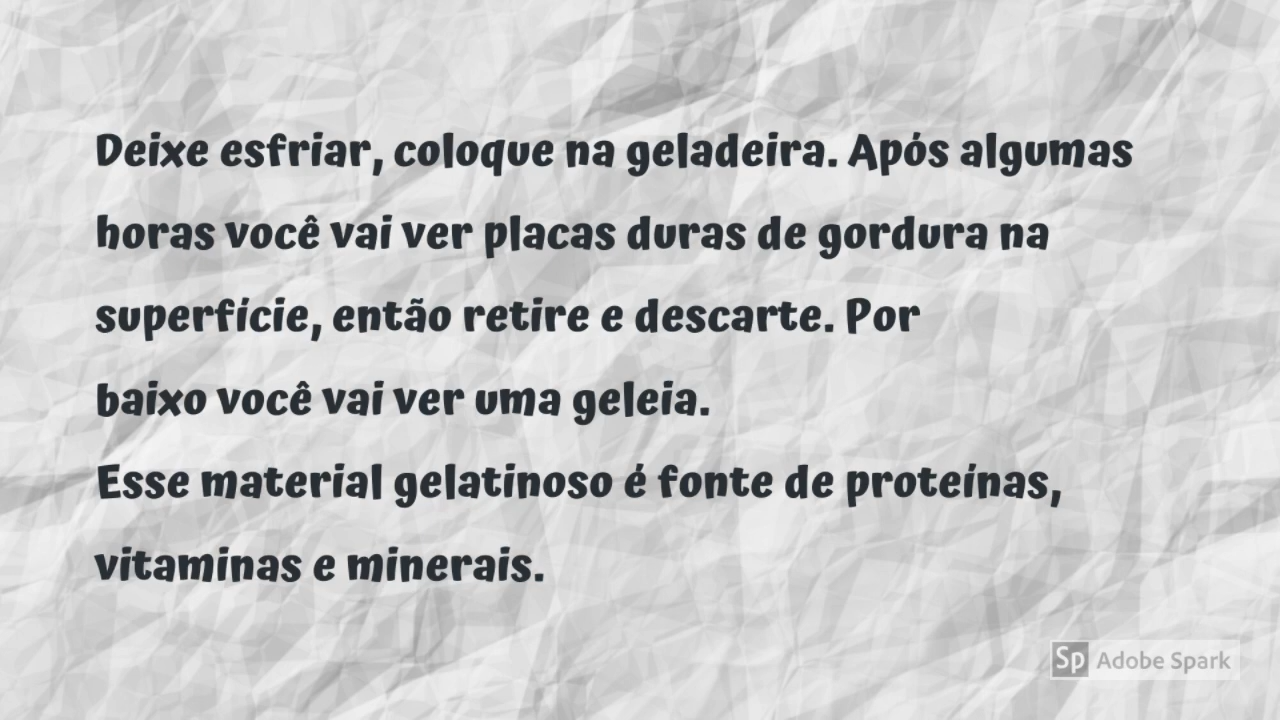 Deixe esfriar, coloque na geladeira. Após algumas
horas você vai ver placas duras de gordura na
superfície, então retire e descarte. Por
baixo você vai ver uma geleia.
Esse material gelatinoso é fonte de proteínas,
vitaminas e minerais.
Sp Adobe Spark